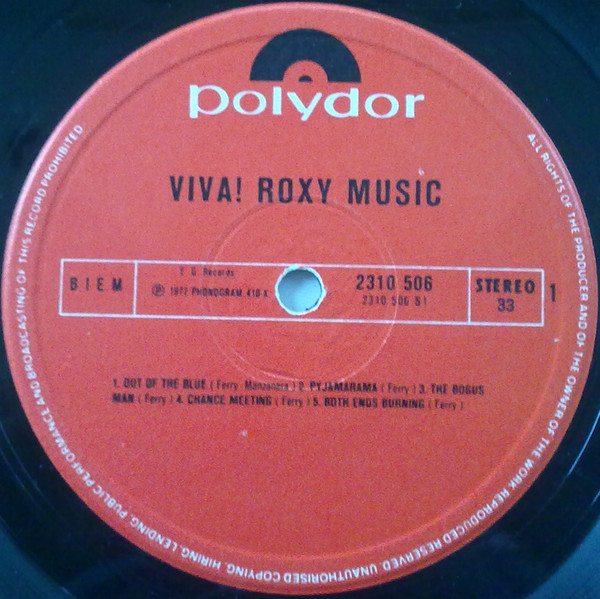 polydor
VIVA! ROXY MUSIC
B.I E M
E. G. Records
℗ 1977 PHONOGRAM 410 X
2310 506
2310 506 S1
STEREO
33
1
1. OUT OF THE BLUE ( Ferry - Manzanera ) 2. PYJAMARAMA ( Ferry ) 3. THE BOGUS
MAN ( Ferry ) 4. CHANCE MEETING ( Ferry ) 5. BOTH ENDS BURNING ( Ferry )
ALL RIGHTS OF THE PRODUCER AND OF THE OWNER OF THE WORK REPRODUCED RESERVED. UNAUTHORISED COPYING, HIRING, LENDING, PUBLIC PERFORMANCE AND BROADCASTING OF THIS RECORD PROHIBITED.